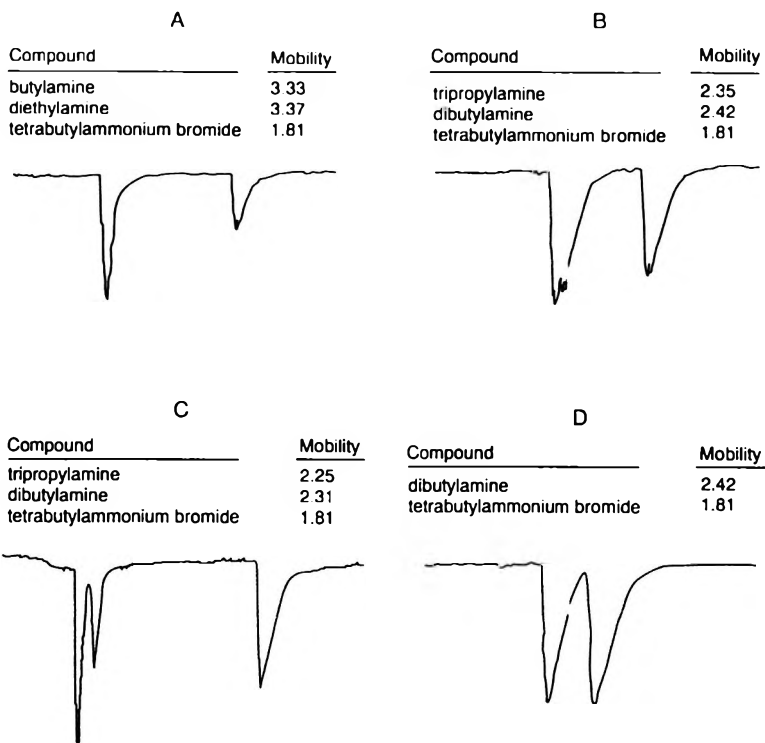 A
Compound Mobility
butylamine 3.33
diethylamine 3.37
tetrabutylammonium bromide 1.81
B
Compound Mobility
tripropylamine 2.35
dibutylamine 2.42
tetrabutylammonium bromide 1.81
C
Compound Mobility
tripropylamine 2.25
dibutylamine 2.31
tetrabutylammonium bromide 1.81
D
Compound Mobility
dibutylamine 2.42
tetrabutylammonium bromide 1.81